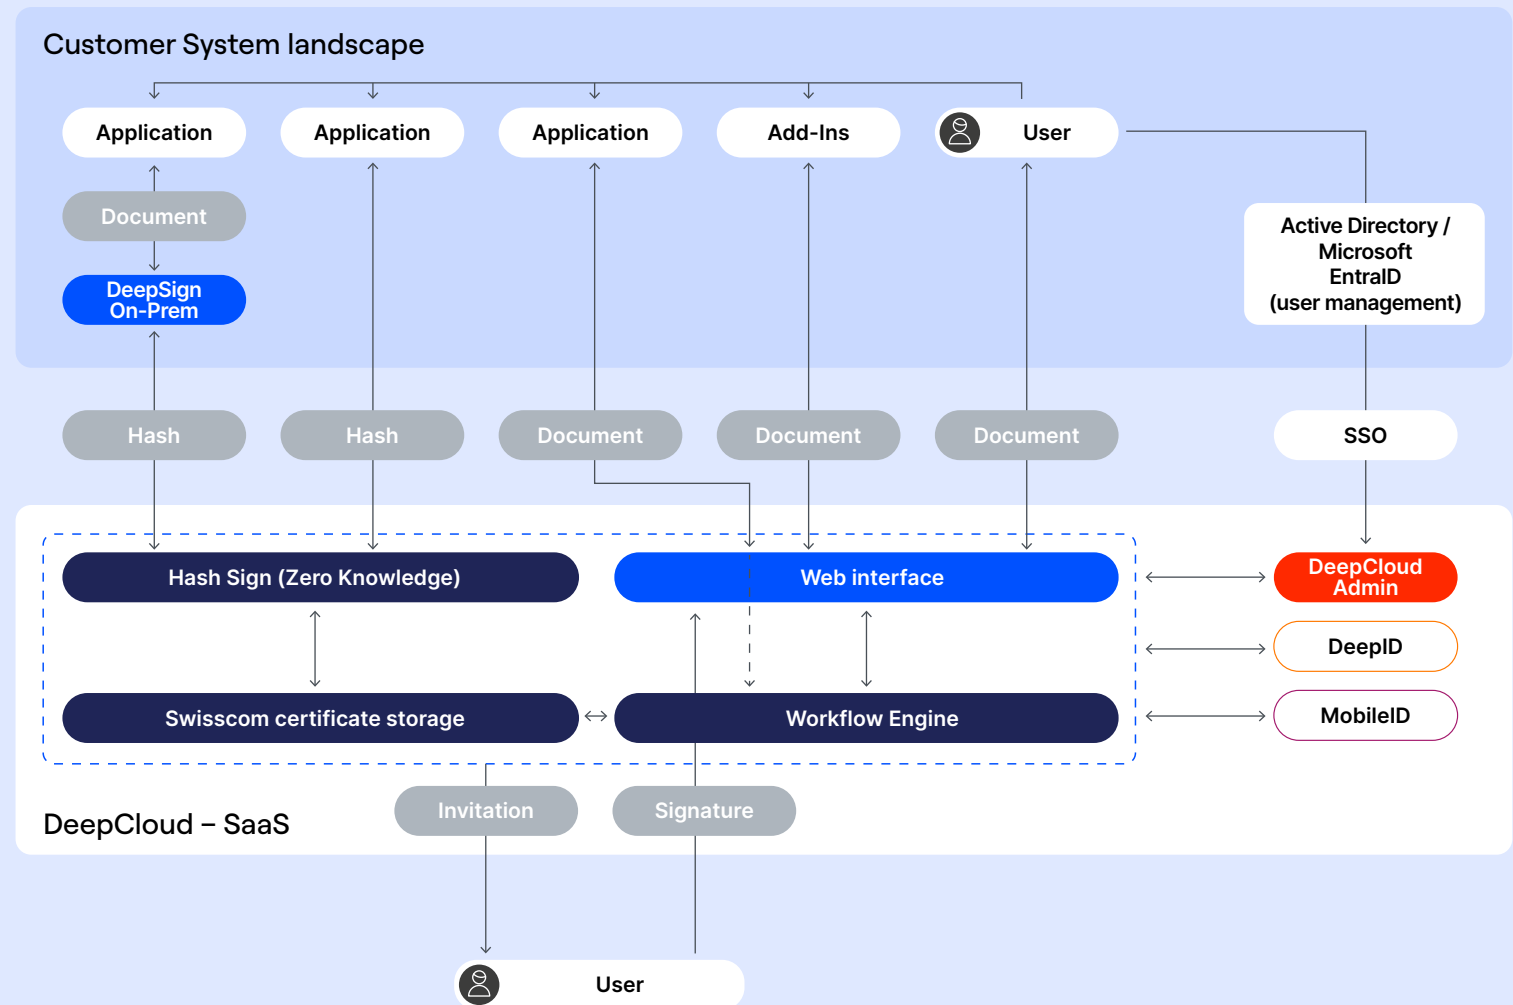 Customer System landscape
Application
Application
Application
Add-Ins
User
Document
DeepSign
On-Prem
Active Directory /
Microsoft
EntraID
(user management)
Hash
Hash
Document
Document
Document
SSO
Hash Sign (Zero Knowledge)
Web interface
DeepCloud
Admin
DeepID
Swisscom certificate storage
Workflow Engine
MobileID
Invitation
Signature
DeepCloud – SaaS
User